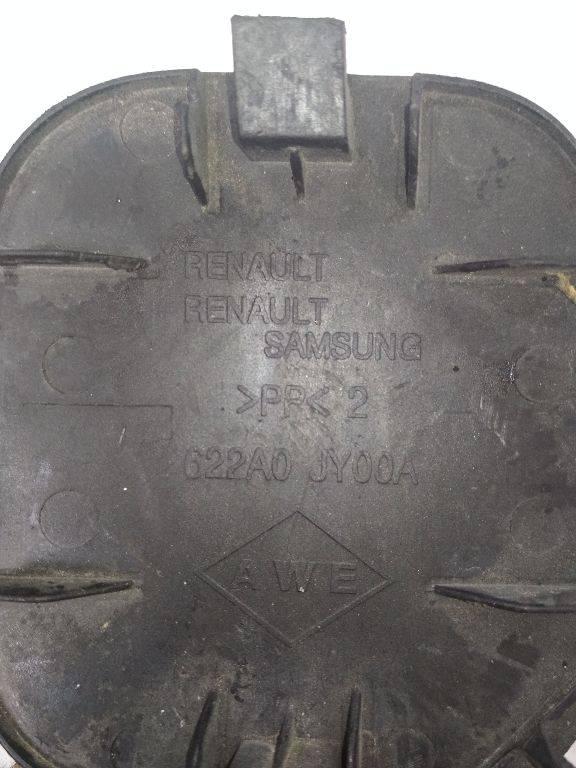 RENAULT
RENAULT
SAMSUNG
>PP< 2
622A0 JY00A
AWE